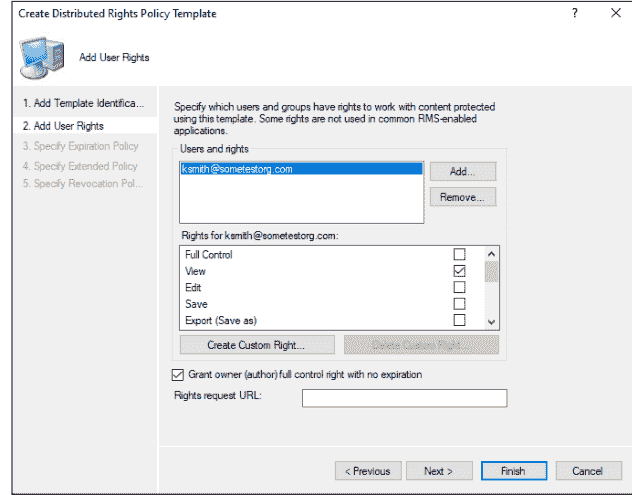 Create Distributed Rights Policy Template
Add User Rights
1. Add Template Identifica...
2. Add User Rights
3. Specify Expiration Policy
4. Specify Extended Policy
5. Specify Revocation Pol...
Specify which users and groups have rights to work with content protected
using this template. Some rights are not used in common RMS-enabled
applications.
Users and rights
ksmith@sometestorg.com
Add...
Remove...
Rights for ksmith@sometestorg.com:
Full Control
View
Edit
Save
Export (Save as)
Create Custom Right...
Delete Custom Right...
Grant owner (author) full control right with no expiration
Rights request URL:
< Previous
Next >
Finish
Cancel